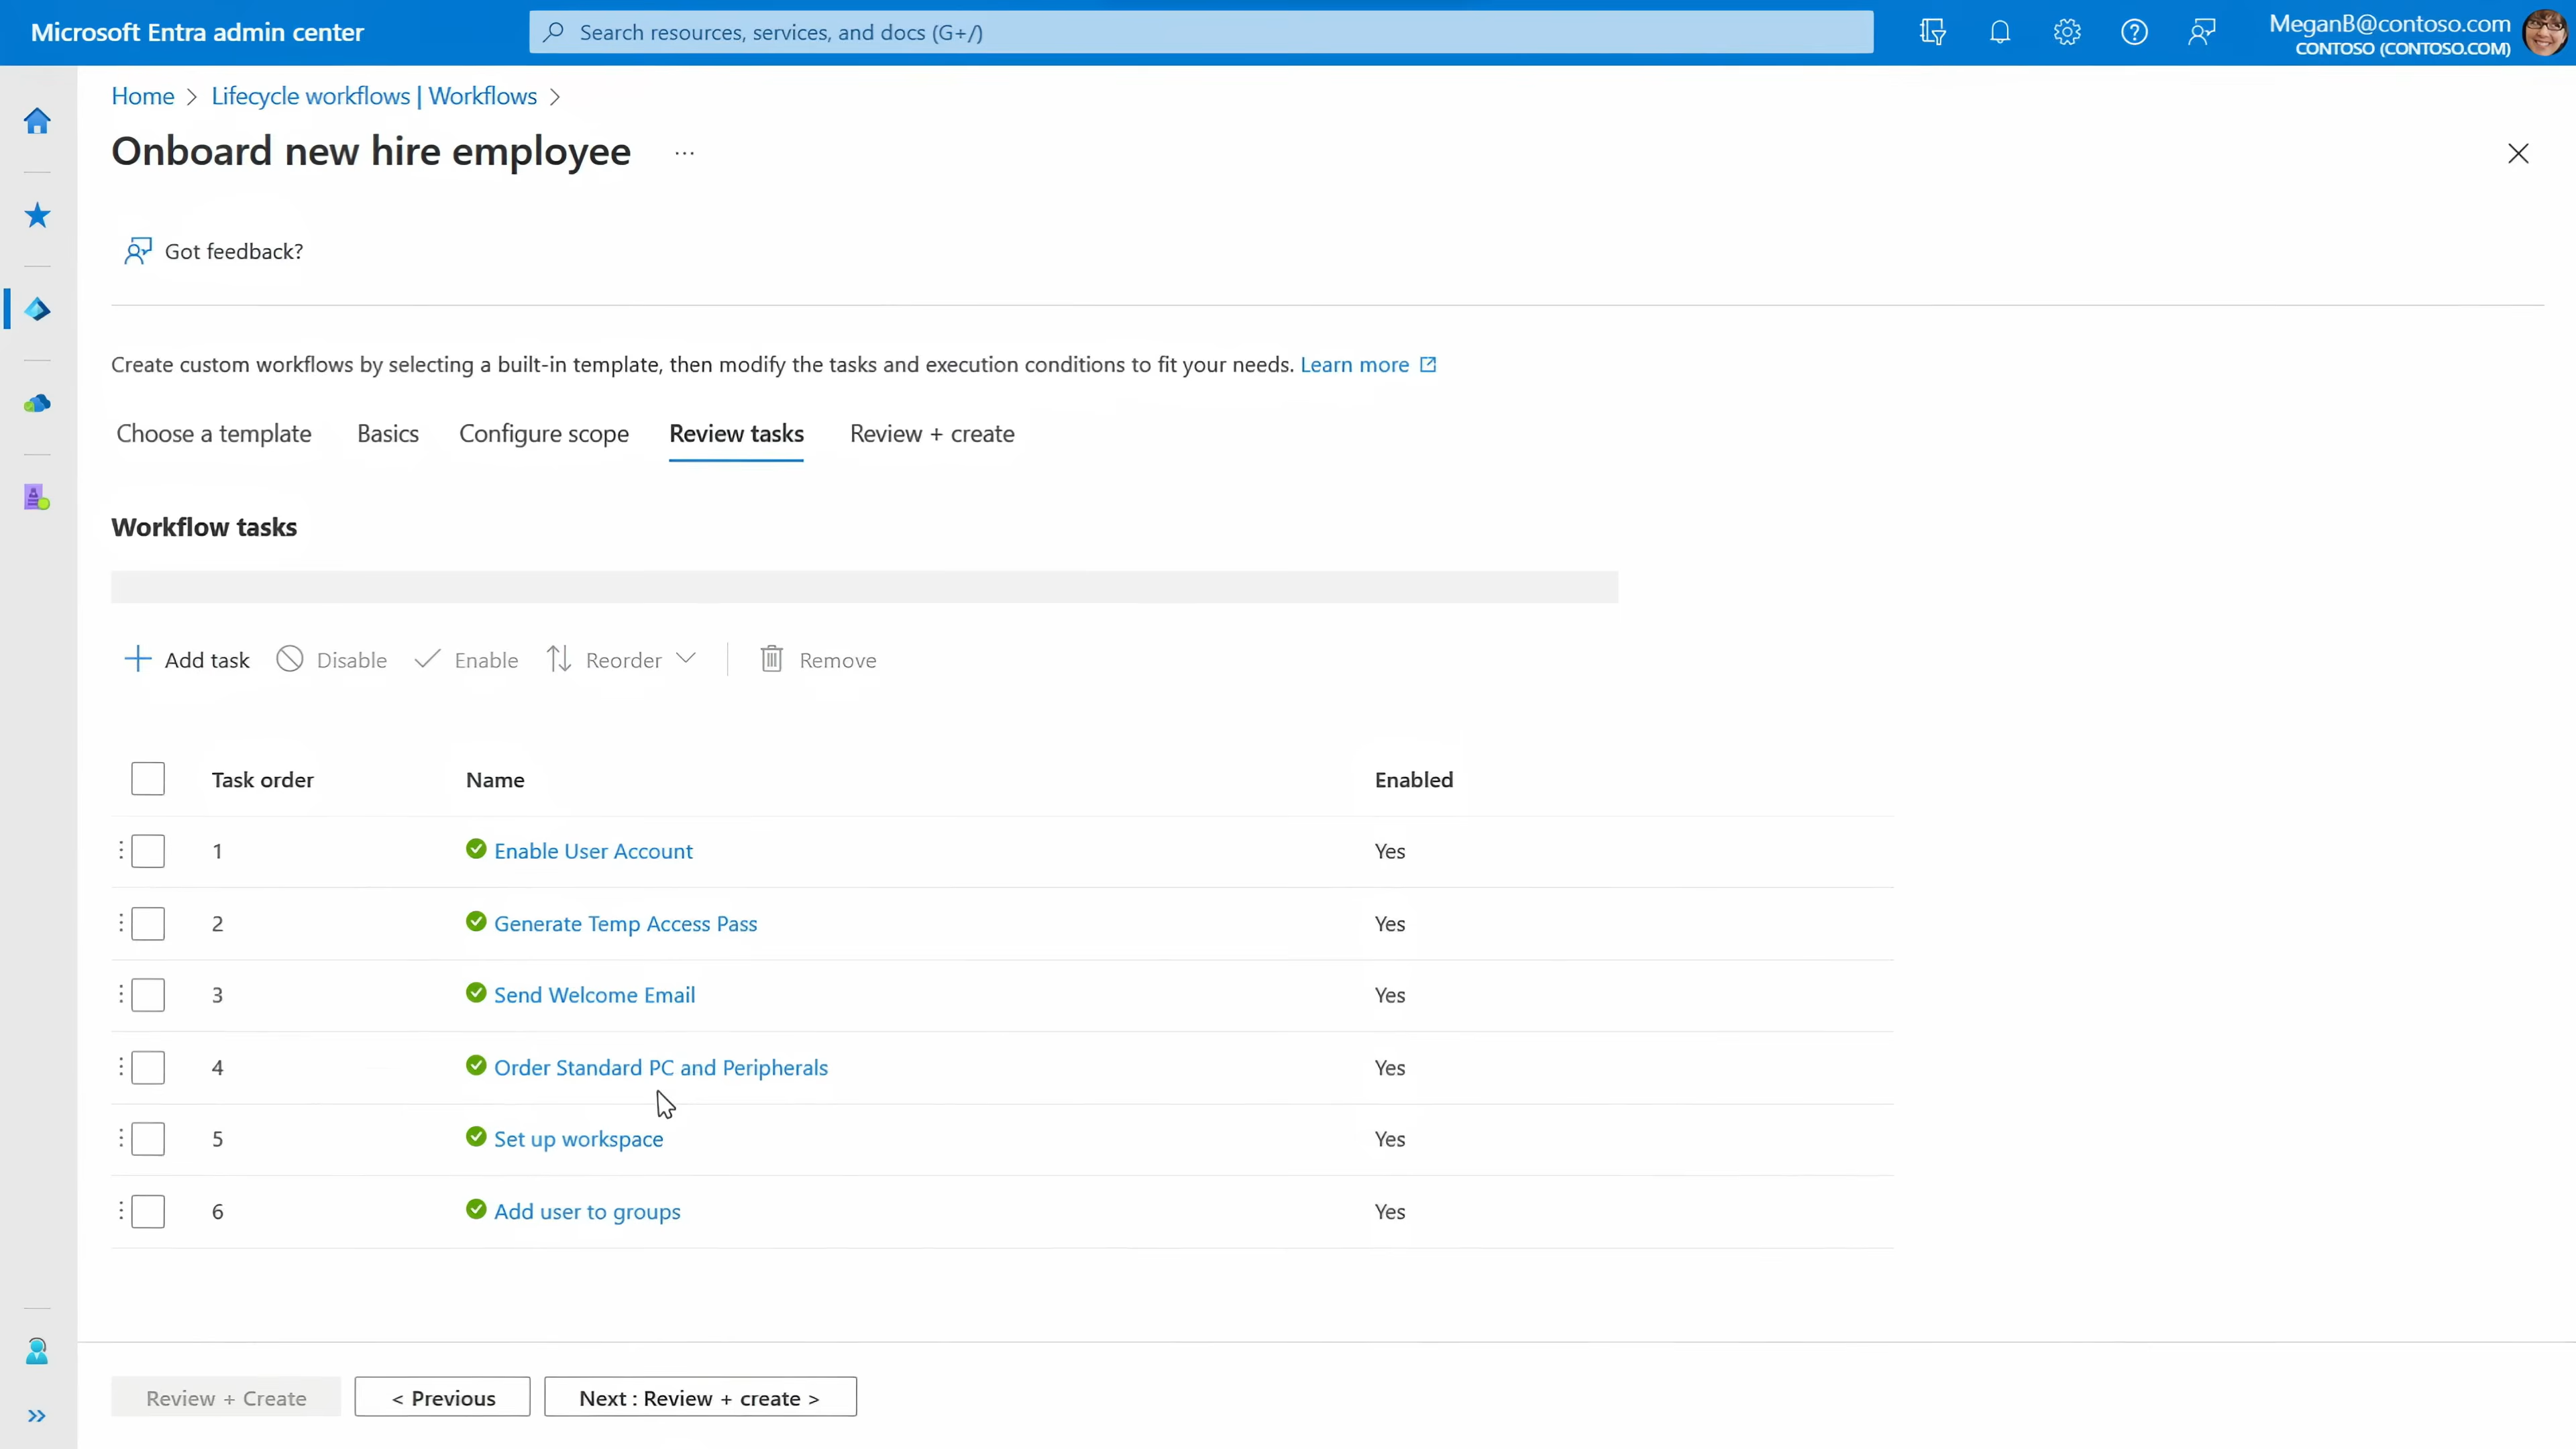 Microsoft Entra admin center
Search resources, services, and docs (G+/)
MeganB@contoso.com
CONTOSO (CONTOSO.COM)
Home > Lifecycle workflows | Workflows >
Onboard new hire employee ...
Got feedback?
Create custom workflows by selecting a built-in template, then modify the tasks and execution conditions to fit your needs. Learn more
Choose a template Basics Configure scope Review tasks Review + create
Workflow tasks
Add task Disable Enable Reorder Remove
Task order Name Enabled
1 Enable User Account Yes
2 Generate Temp Access Pass Yes
3 Send Welcome Email Yes
4 Order Standard PC and Peripherals Yes
5 Set up workspace Yes
6 Add user to groups Yes
Review + Create < Previous Next : Review + create >